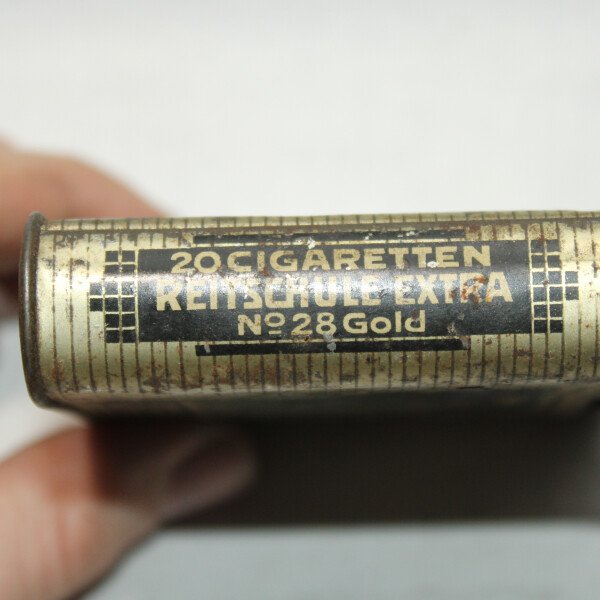 20 CIGARETTEN
REITSCHULE EXTRA
No 28 Gold